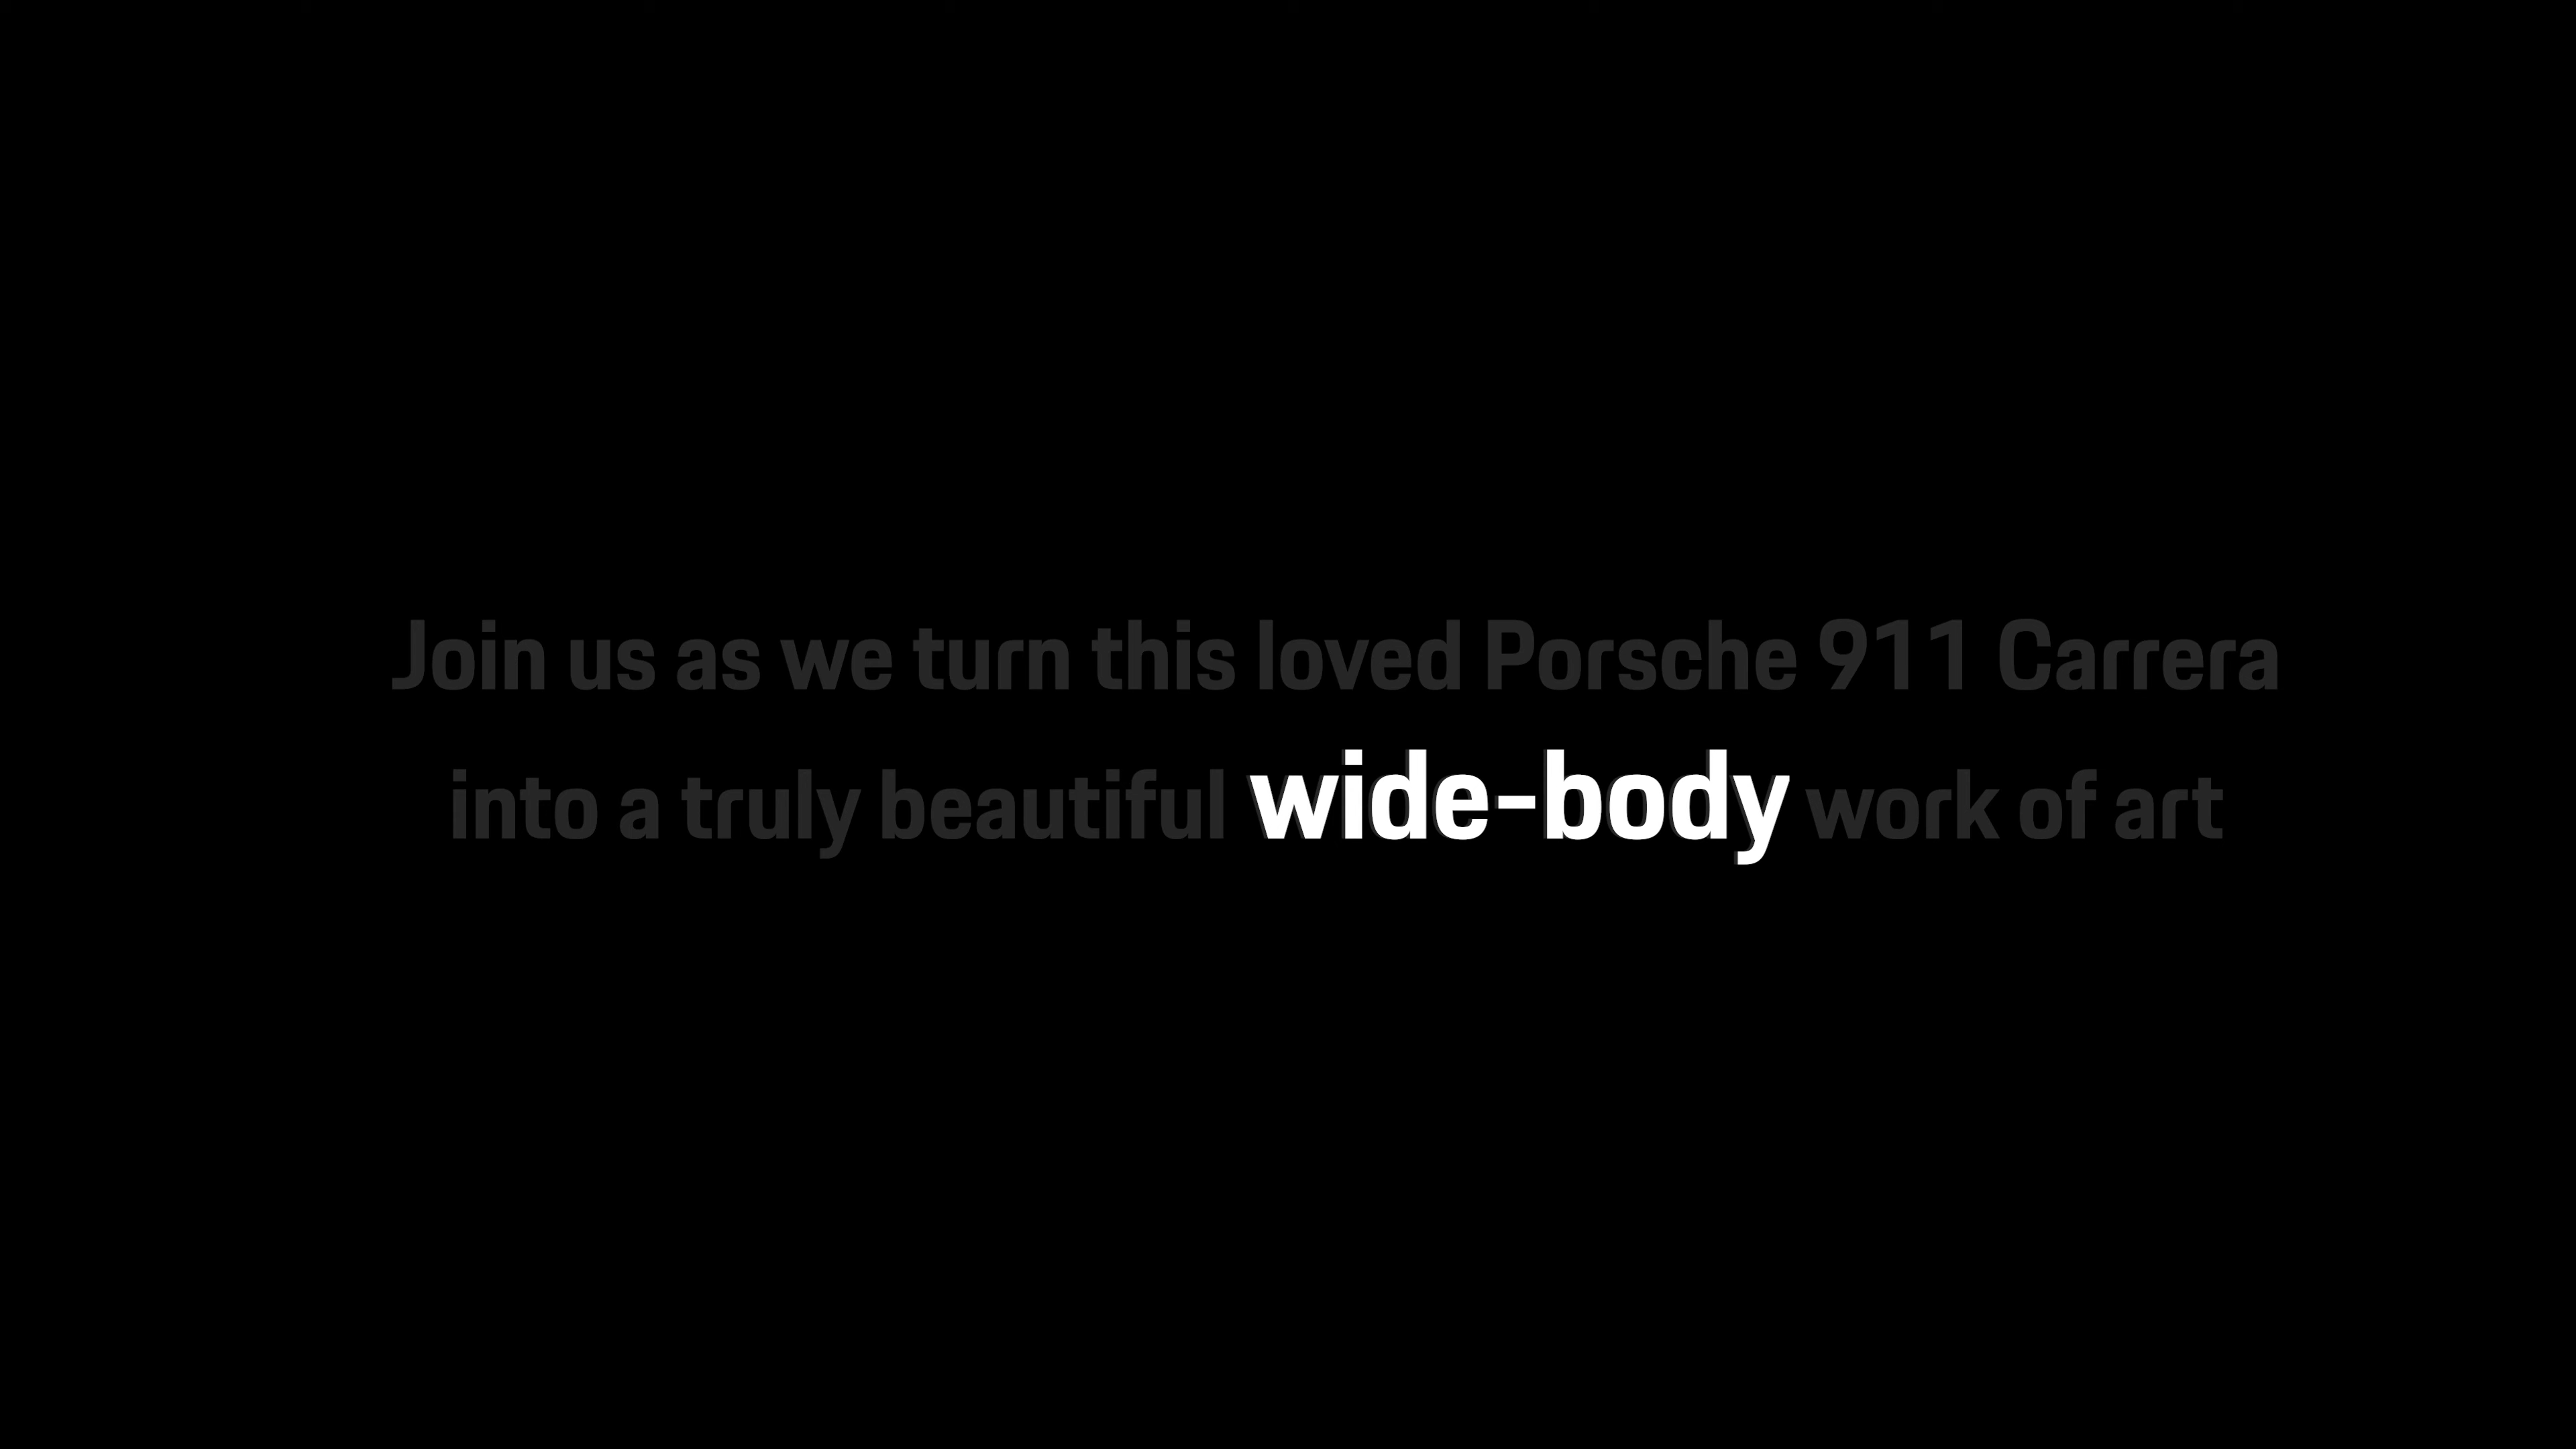 Join us as we turn this loved Porsche 911 Carrera
into a truly beautiful wide-body work of art